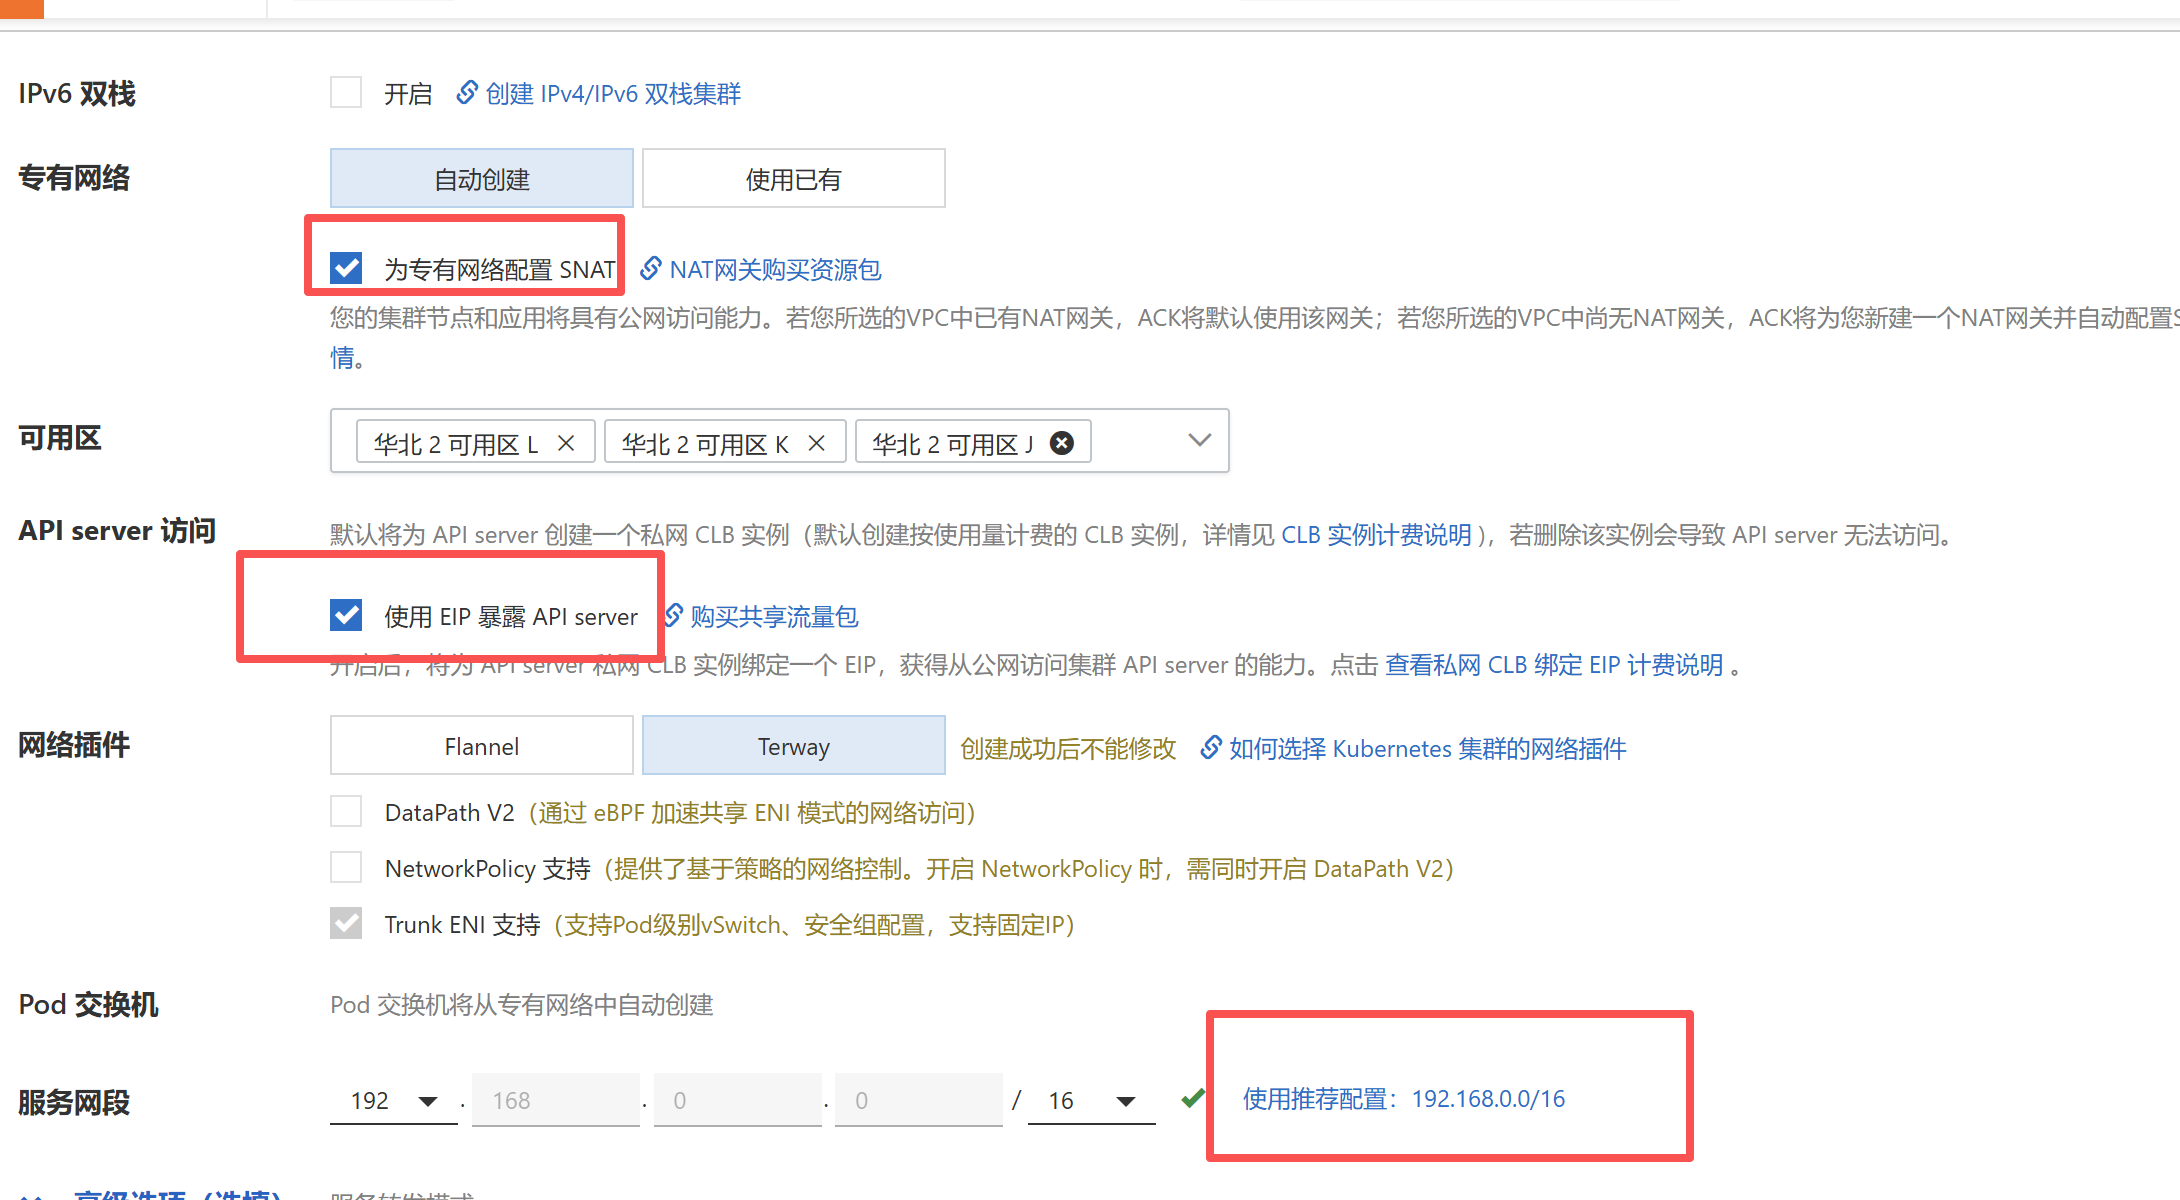 IPv6 双栈
开启 创建 IPv4/IPv6 双栈集群
专有网络
自动创建 使用已有
为专有网络配置 SNAT NAT网关购买资源包
您的集群节点和应用将具有公网访问能力。若您所选的VPC中已有NAT网关，ACK将默认使用该网关；若您所选的VPC中尚无NAT网关，ACK将为您新建一个NAT网关并自动配置S
情。
可用区
华北 2 可用区 L 华北 2 可用区 K 华北 2 可用区 J
API server 访问
默认将为 API server 创建一个私网 CLB 实例（默认创建按使用量计费的 CLB 实例，详情见 CLB 实例计费说明 ），若删除该实例会导致 API server 无法访问。
使用 EIP 暴露 API server 购买共享流量包
开启后，将为 API server 私网 CLB 实例绑定一个 EIP，获得从公网访问集群 API server 的能力。点击 查看私网 CLB 绑定 EIP 计费说明 。
网络插件
Flannel Terway 创建成功后不能修改 如何选择 Kubernetes 集群的网络插件
DataPath V2（通过 eBPF 加速共享 ENI 模式的网络访问）
NetworkPolicy 支持（提供了基于策略的网络控制。开启 NetworkPolicy 时，需同时开启 DataPath V2）
Trunk ENI 支持（支持Pod级别vSwitch、安全组配置，支持固定IP）
Pod 交换机
Pod 交换机将从专有网络中自动创建
服务网段
192 . 168 . 0 . 0 / 16 使用推荐配置：192.168.0.0/16
高级选项（选填） 服务转发模式